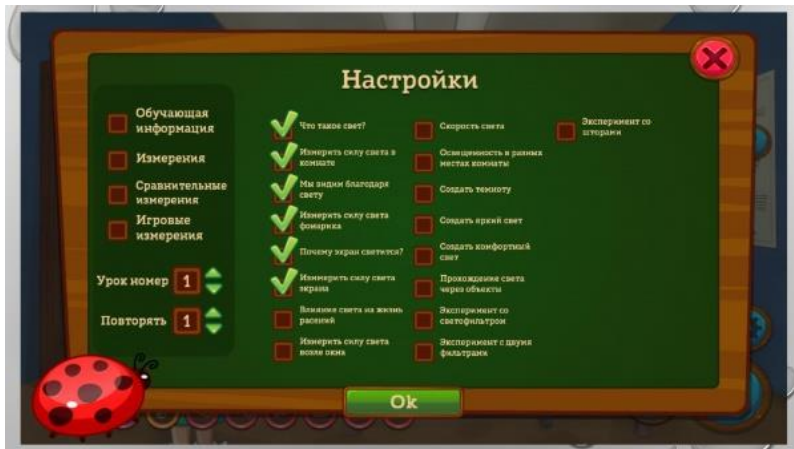 Настройки
Обучающая
информация
Измерения
Сравнительные
измерения
Игровые
измерения
Урок номер 1
Повторять 1
Что такое свет?
Измерить силу света в
комнате
Мы видим благодаря
свету
Измерить силу света
фонарика
Почему экран светится?
Изммерить силу света
экрана
Влияние света на жизнь
расений
Измерить силу света
возле окна
Скорость света
Освещенность в разных
местах комнаты
Создать темноту
Создать яркий свет
Создать комфортный
свет
Прохождение света
через объекты
Эксперимент со
светофильтром
Эксперимент с двумя
фильтрами
Эксперимент со
шторами
Ok